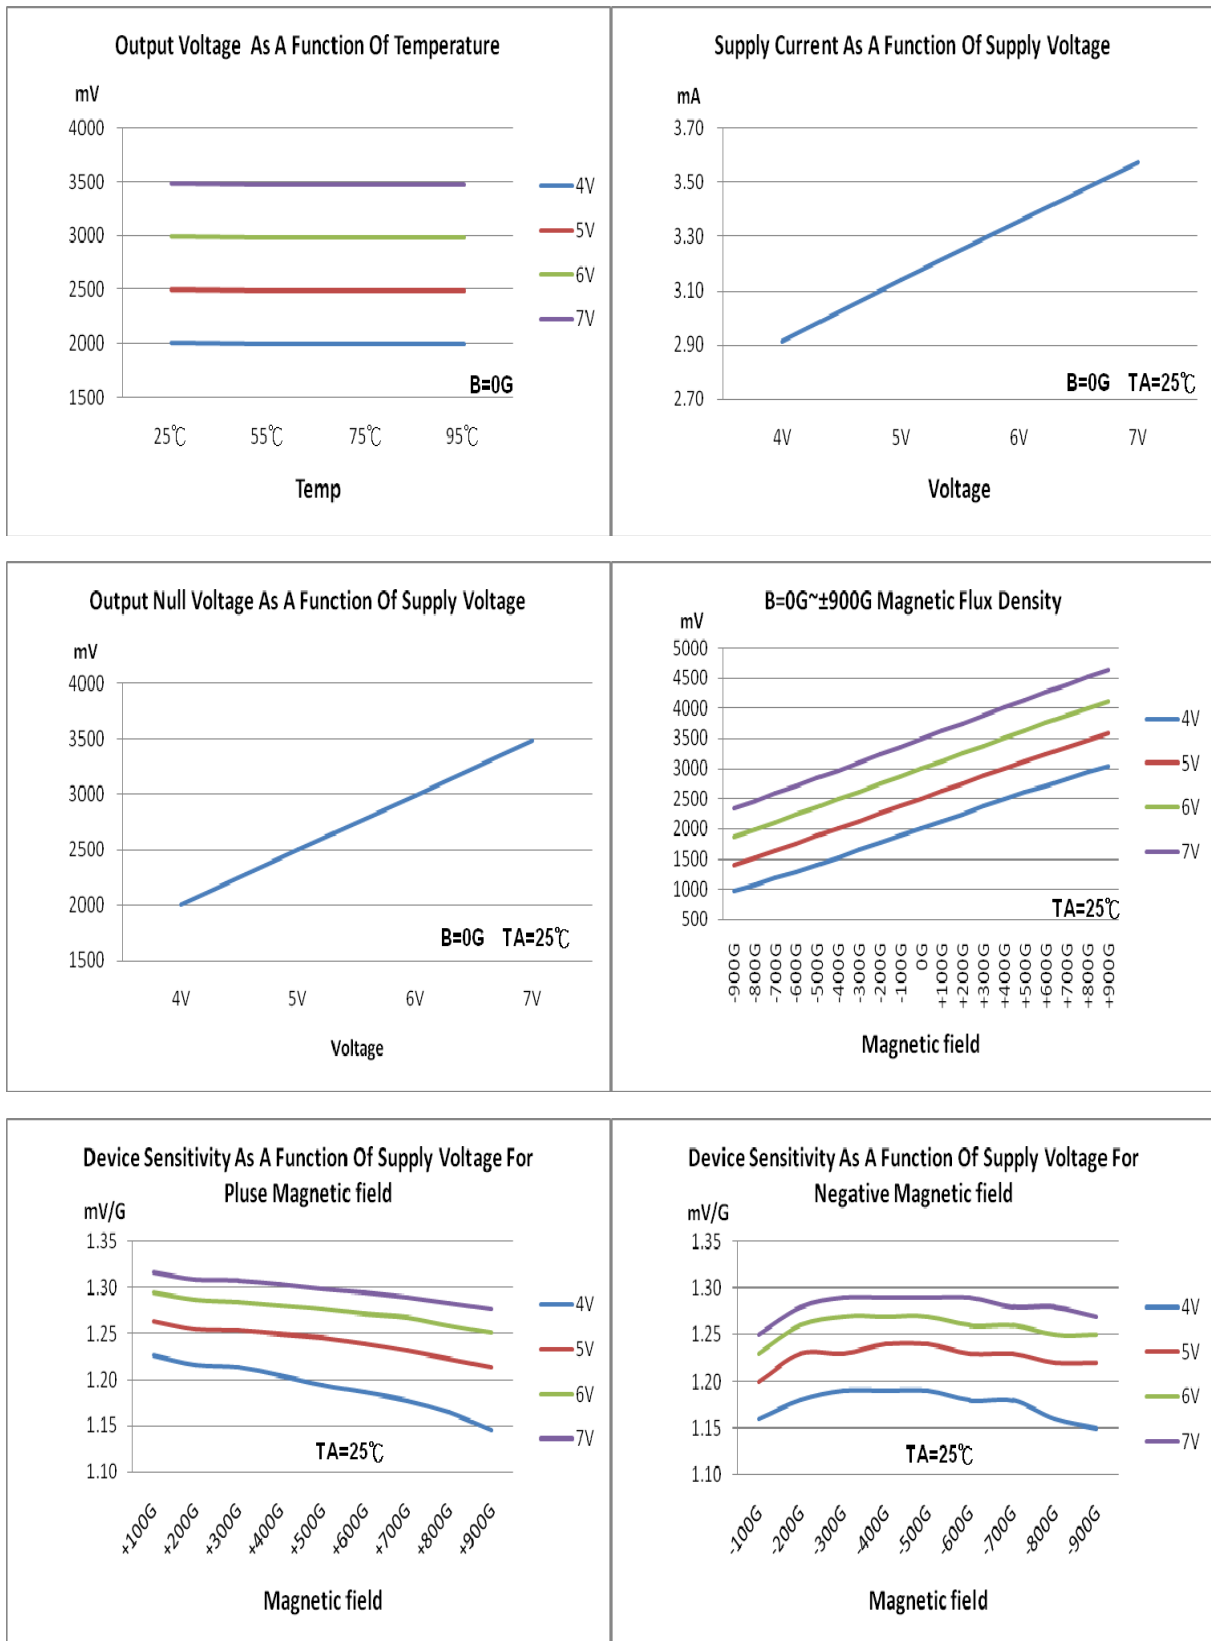 Output Voltage As A Function Of Temperature
mV
4000
3500
3000
2500
2000
1500
4V
5V
6V
7V
B=0G
25℃ 55℃ 75℃ 95℃
Temp
Supply Current As A Function Of Supply Voltage
mA
3.70
3.50
3.30
3.10
2.90
2.70
B=0G TA=25℃
4V 5V 6V 7V
Voltage
Output Null Voltage As A Function Of Supply Voltage
mV
4000
3500
3000
2500
2000
1500
B=0G TA=25℃
4V 5V 6V 7V
Voltage
B=0G~±900G Magnetic Flux Density
mV
5000
4500
4000
3500
3000
2500
2000
1500
1000
500
4V
5V
6V
7V
TA=25℃
-900G -800G -700G -600G -500G -400G -300G -200G -100G 0G +100G +200G +300G +400G +500G +600G +700G +800G +900G
Magnetic field
Device Sensitivity As A Function Of Supply Voltage For
Pluse Magnetic field
mV/G
1.35
1.30
1.25
1.20
1.15
1.10
4V
5V
6V
7V
TA=25℃
+100G +200G +300G +400G +500G +600G +700G +800G +900G
Magnetic field
Device Sensitivity As A Function Of Supply Voltage For
Negative Magnetic field
mV/G
1.35
1.30
1.25
1.20
1.15
1.10
4V
5V
6V
7V
TA=25℃
-100G -200G -300G -400G -500G -600G -700G -800G -900G
Magnetic field